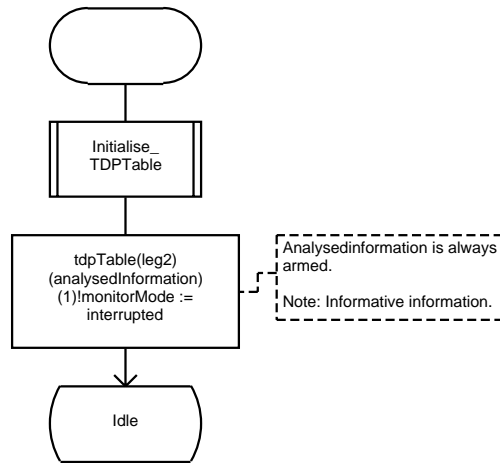 Initialise_
TDPTable
tdpTable(leg2)
(analysedInformation)
(1)!monitorMode :=
interrupted
Analysedinformation is always
armed.
Note: Informative information.
Idle